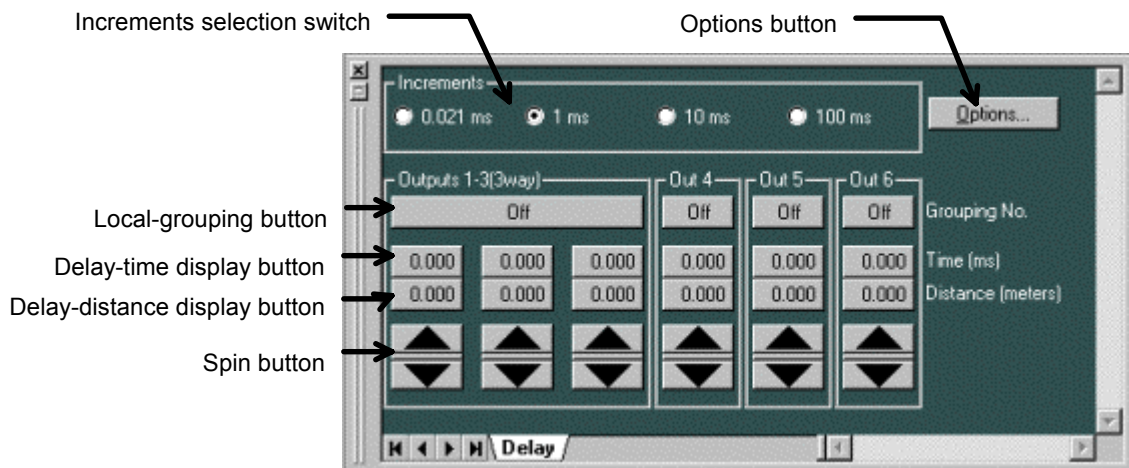 Increments selection switch
Options button
Increments
0.021 ms 1 ms 10 ms 100 ms
Options...
Outputs 1-3(3way) Out 4 Out 5 Out 6
Local-grouping button
Off Off Off Off Grouping No.
Delay-time display button
0.000 0.000 0.000 0.000 0.000 0.000 Time (ms)
Delay-distance display button
0.000 0.000 0.000 0.000 0.000 0.000 Distance (meters)
Spin button
Delay